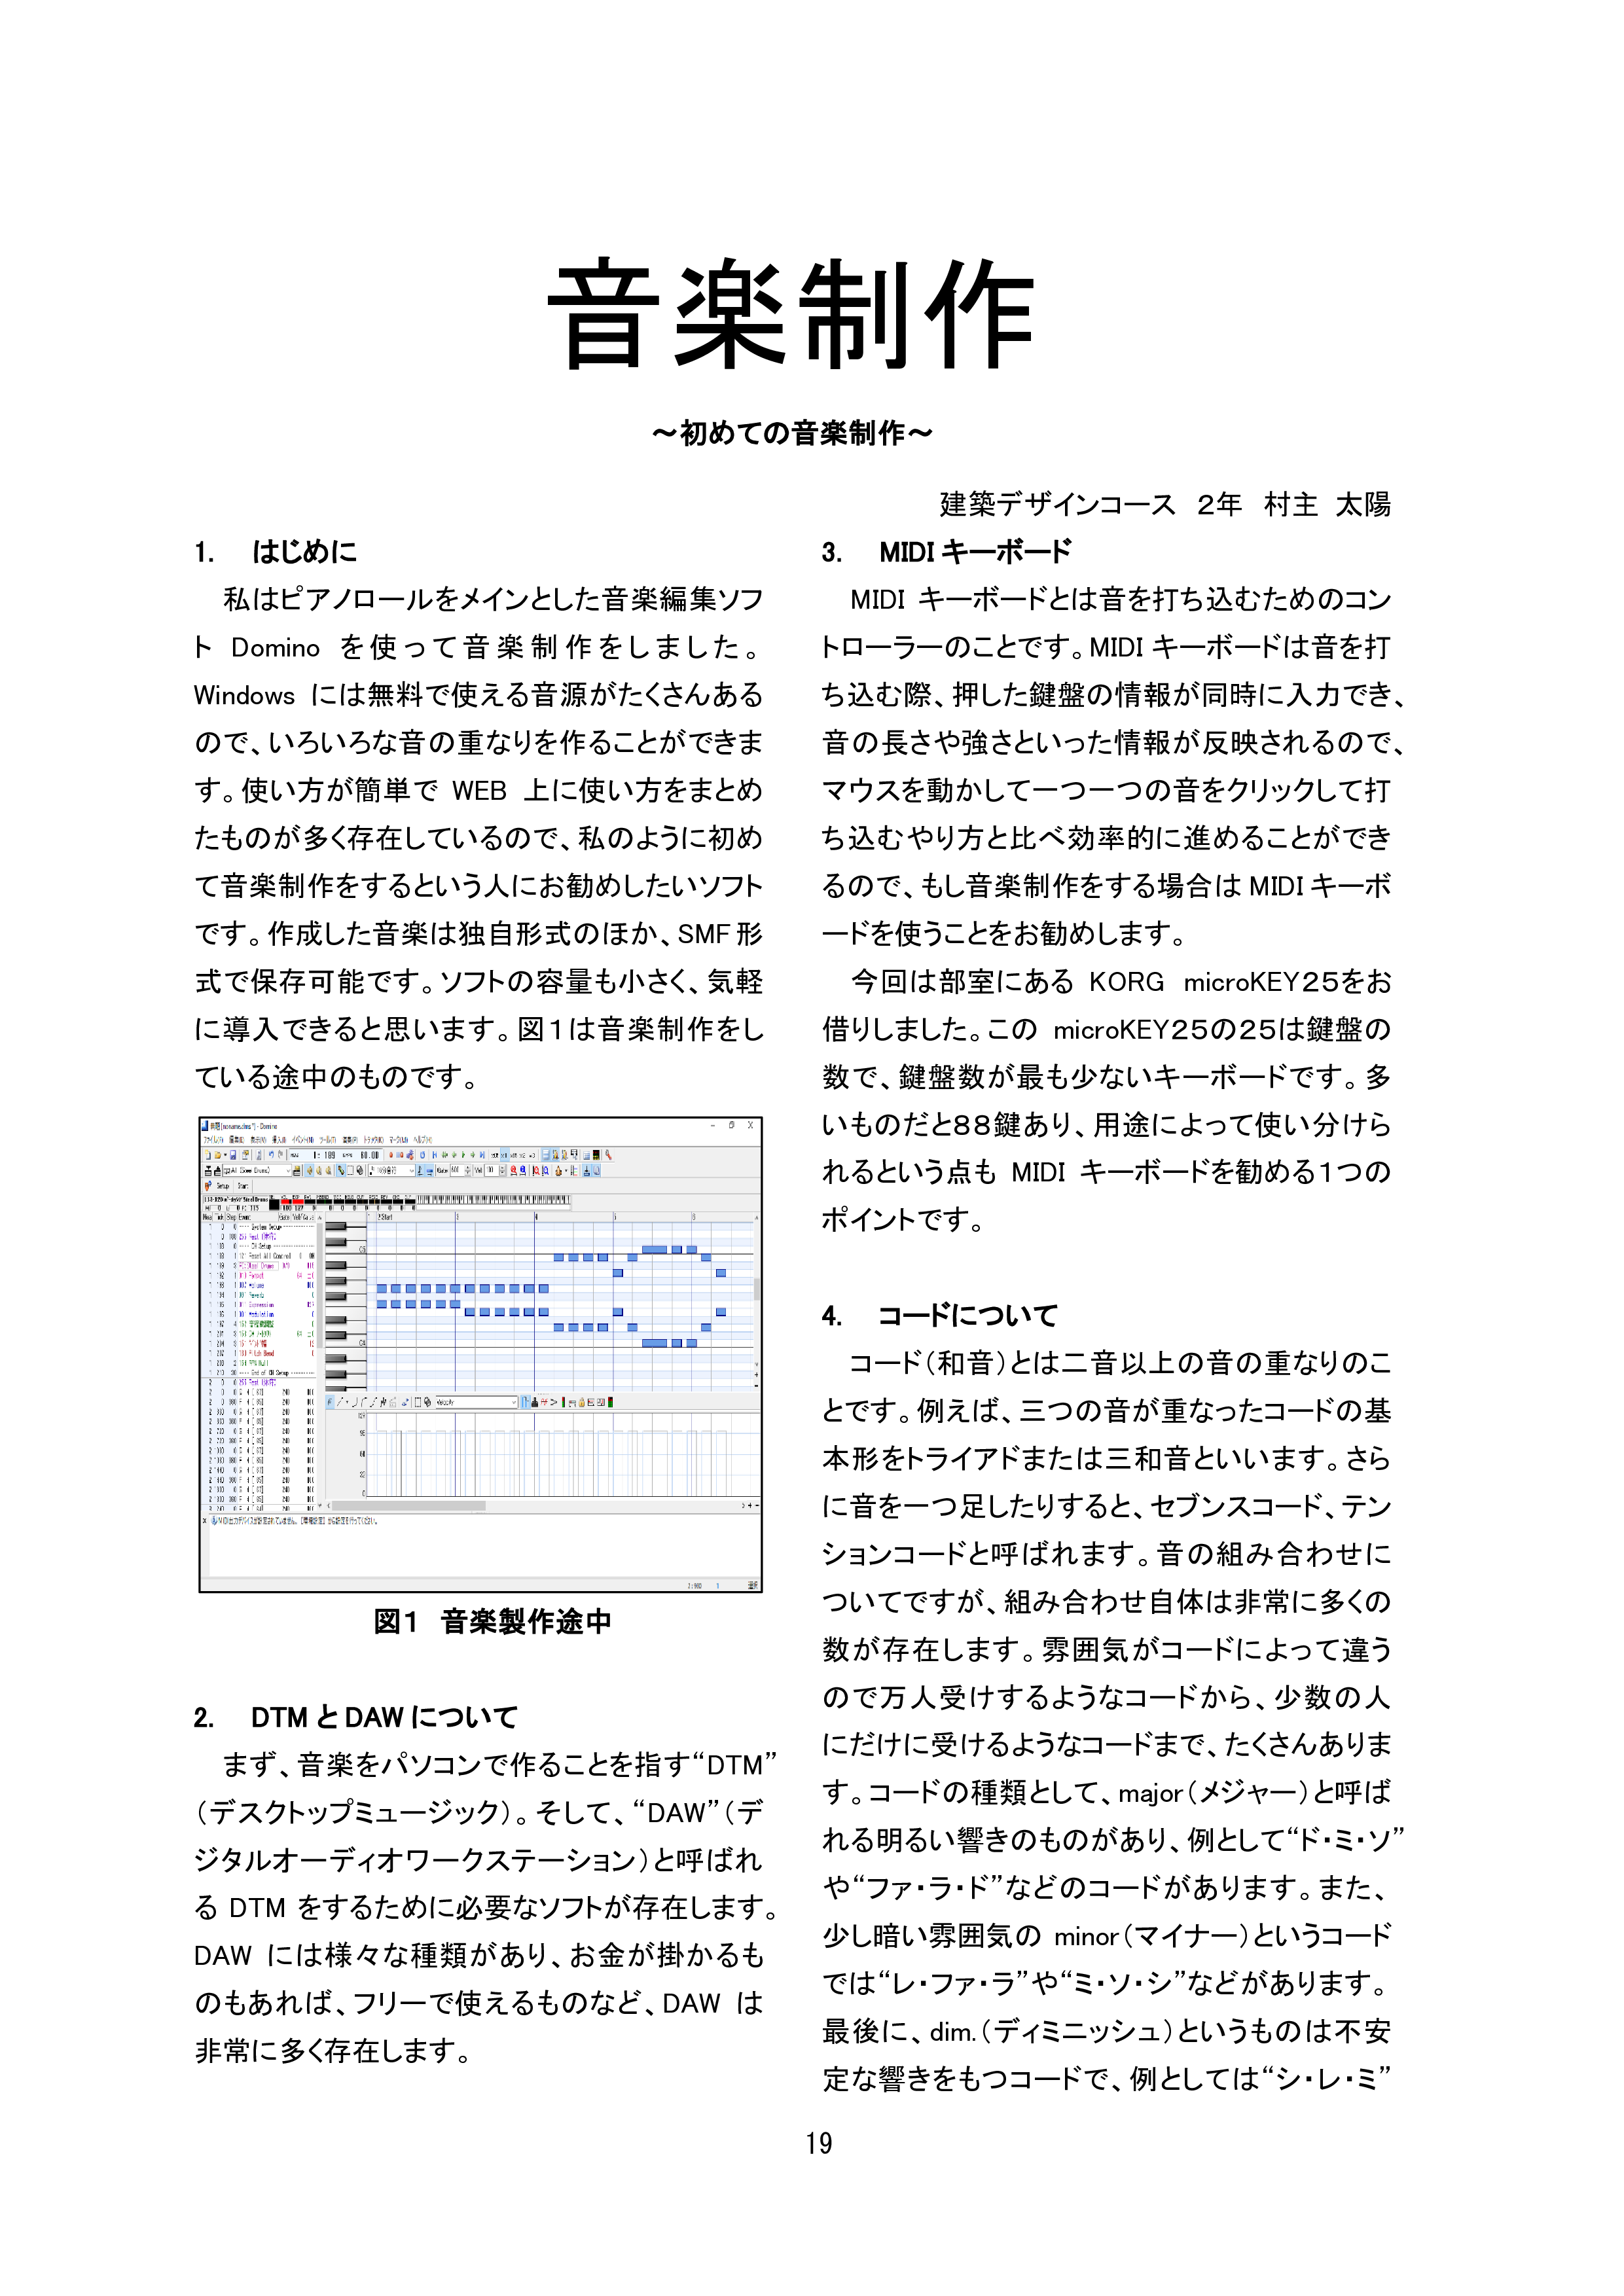 音楽制作
～初めての音楽制作～
建築デザインコース 2年 村主 太陽
1. はじめに
私はピアノロールをメインとした音楽編集ソフ
ト Domino を使って音楽制作をしました。
Windows には無料で使える音源がたくさんある
ので、いろいろな音の重なりを作ることができま
す。使い方が簡単で WEB 上に使い方をまとめ
たものが多く存在しているので、私のように初め
て音楽制作をするという人にお勧めしたいソフト
です。作成した音楽は独自形式のほか、SMF 形
式で保存可能です。ソフトの容量も小さく、気軽
に導入できると思います。図1は音楽制作をし
ている途中のものです。
図1 音楽製作途中
2. DTM と DAW について
まず、音楽をパソコンで作ることを指す“DTM”
（デスクトップミュージック）。そして、“DAW”（デ
ジタルオーディオワークステーション）と呼ばれ
る DTM をするために必要なソフトが存在します。
DAW には様々な種類があり、お金が掛かるも
のもあれば、フリーで使えるものなど、DAW は
非常に多く存在します。
3. MIDI キーボード
MIDI キーボードとは音を打ち込むためのコン
トローラーのことです。MIDI キーボードは音を打
ち込む際、押した鍵盤の情報が同時に入力でき、
音の長さや強さといった情報が反映されるので、
マウスを動かして一つ一つの音をクリックして打
ち込むやり方と比べ効率的に進めることができ
るので、もし音楽制作をする場合は MIDI キーボ
ードを使うことをお勧めします。
今回は部室にある KORG microKEY25をお
借りしました。この microKEY25の25は鍵盤の
数で、鍵盤数が最も少ないキーボードです。多
いものだと88鍵あり、用途によって使い分けら
れるという点も MIDI キーボードを勧める1つの
ポイントです。
4. コードについて
コード（和音）とは二音以上の音の重なりのこ
とです。例えば、三つの音が重なったコードの基
本形をトライアドまたは三和音といいます。さら
に音を一つ足したりすると、セブンスコード、テン
ションコードと呼ばれます。音の組み合わせに
ついてですが、組み合わせ自体は非常に多くの
数が存在します。雰囲気がコードによって違う
ので万人受けするようなコードから、少数の人
にだけに受けるようなコードまで、たくさんありま
す。コードの種類として、major（メジャー）と呼ば
れる明るい響きのものがあり、例として“ド・ミ・ソ”
や“ファ・ラ・ド”などのコードがあります。また、
少し暗い雰囲気の minor（マイナー）というコード
では“レ・ファ・ラ”や“ミ・ソ・シ”などがあります。
最後に、dim.（ディミニッシュ）というものは不安
定な響きをもつコードで、例としては“シ・レ・ミ”
19